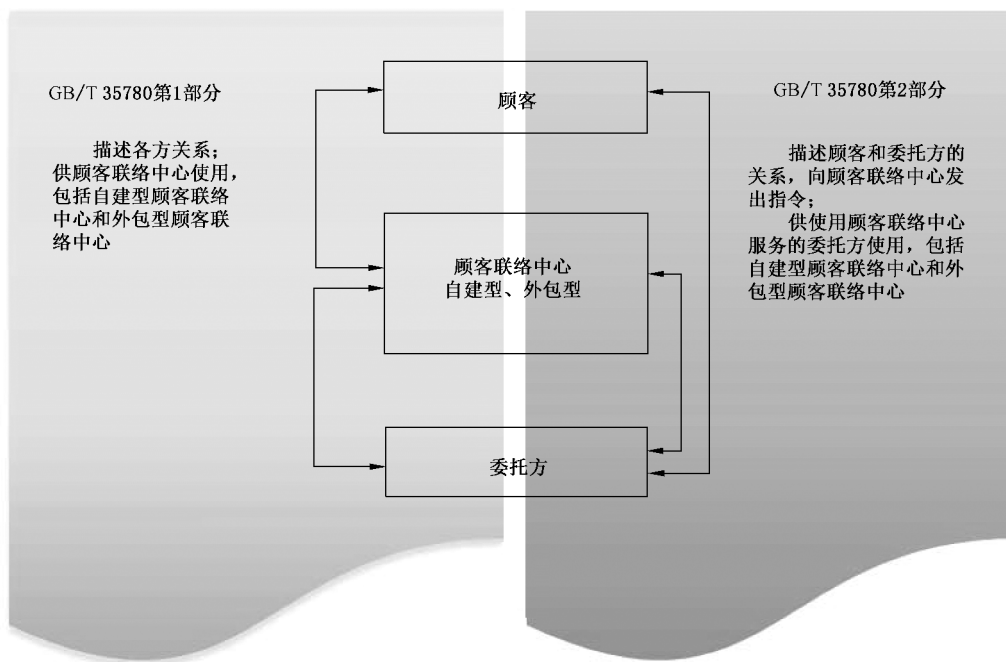 GB/T 35780第1部分
描述各方关系;
供顾客联络中心使用,
包括自建型顾客联络
中心和外包型顾客联
络中心
顾客
顾客联络中心
自建型、外包型
委托方
GB/T 35780第2部分
描述顾客和委托方的
关系,向顾客联络中心发
出指令;
供使用顾客联络中心
服务的委托方使用,包括
自建型顾客联络中心和外
包型顾客联络中心